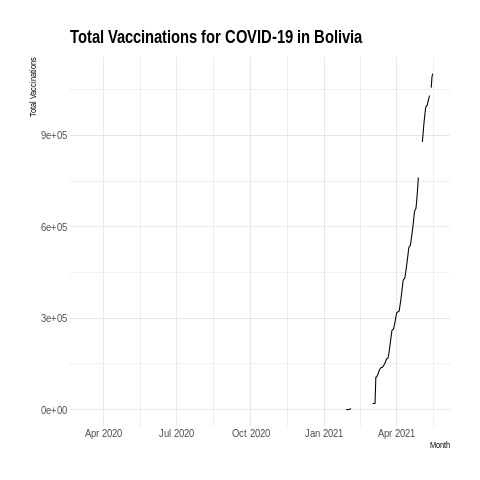 Total Vaccinations for COVID-19 in Bolivia
Total Vaccinations
9e+05
6e+05
3e+05
0e+00
Apr 2020 Jul 2020 Oct 2020 Jan 2021 Apr 2021
Month